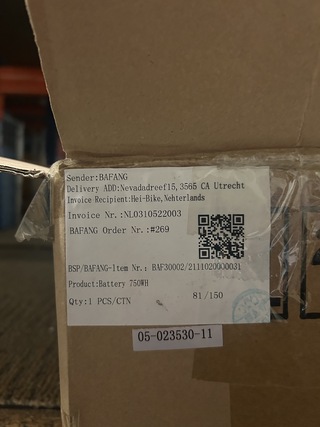 Sender:BAFANG
Delivery ADD:Nevadadreef15,3565 CA Utrecht
Invoice Recipient:Hei-Bike,Nehterlands
Invoice Nr.:NL0310522003
BAFANG Order Nr.:#269
BSP/BAFANG-ltem Nr.: BAF30002/2111020000031
Product:Battery 750WH
Qty:1 PCS/CTN 81/150
05-023530-11